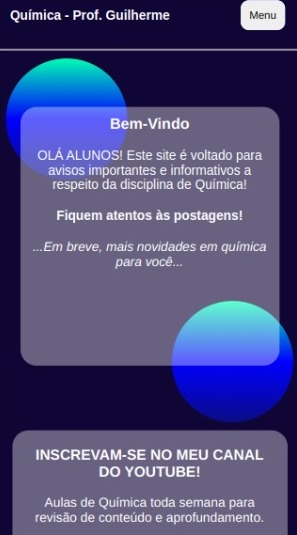 Química - Prof. Guilherme
Menu
Bem-Vindo
OLÁ ALUNOS! Este site é voltado para
avisos importantes e informativos a
respeito da disciplina de Química!
Fiquem atentos às postagens!
...Em breve, mais novidades em química
para você...
INSCREVAM-SE NO MEU CANAL
DO YOUTUBE!
Aulas de Química toda semana para
revisão de conteúdo e aprofundamento.